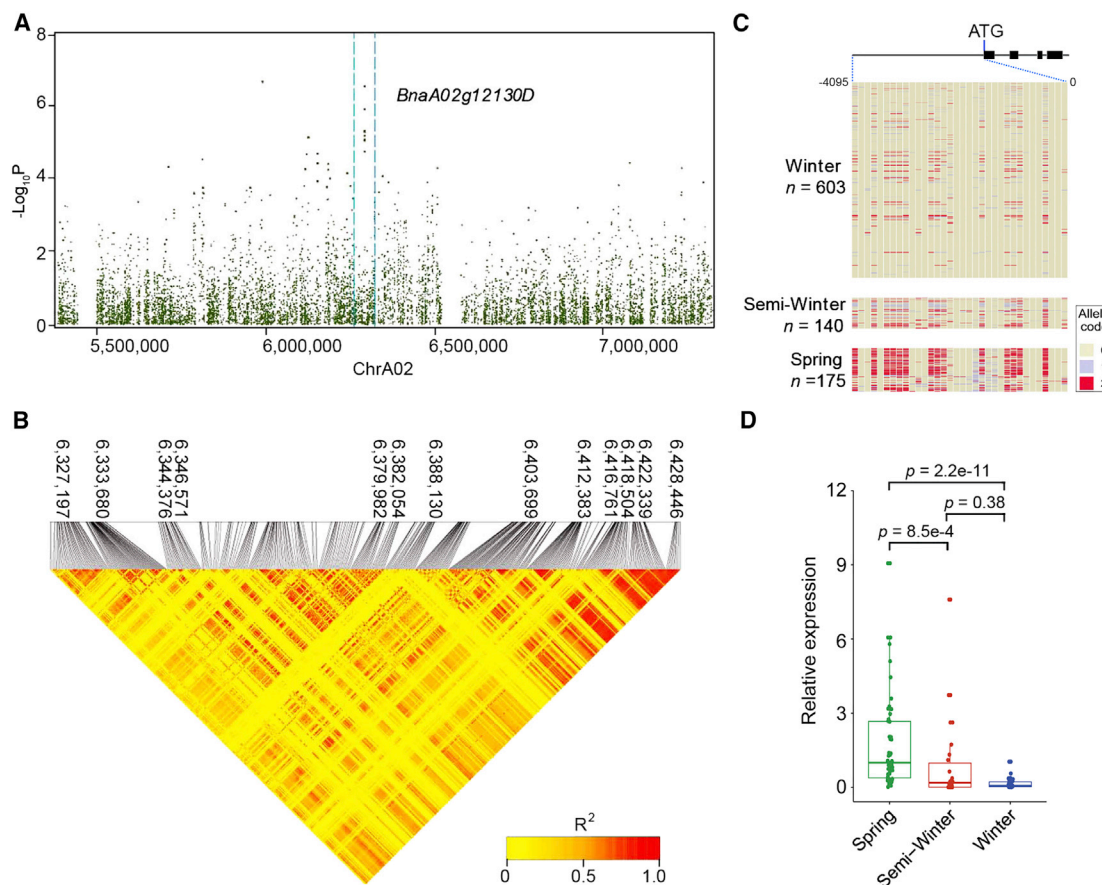 A
8
6
4
2
0
-Log10P
BnaA02g12130D
5,500,000
6,000,000
6,500,000
7,000,000
ChrA02
B
6,327,197
6,333,680
6,344,376
6,346,571
6,379,982
6,382,054
6,388,130
6,403,699
6,412,383
6,416,761
6,418,504
6,422,339
6,428,446
R2
0
0.5
1.0
C
ATG
-4095
0
Winter
n = 603
Semi-Winter
n = 140
Spring
n =175
Allel
code
D
p = 2.2e-11
p = 0.38
p = 8.5e-4
12
9
6
3
0
Relative expression
Spring
Semi-Winter
Winter